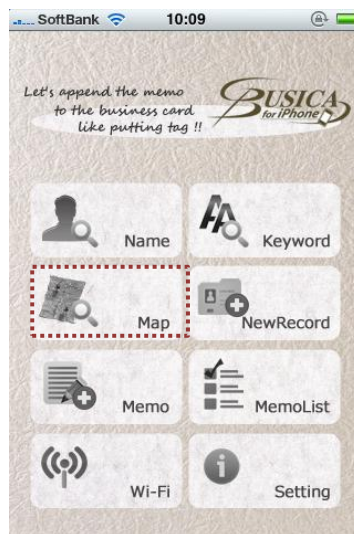 SoftBank 10:09
Let's append the memo
to the business card
like putting tag !!
BUSICA
for iPhone
Name
Keyword
Map
NewRecord
Memo
MemoList
Wi-Fi
Setting